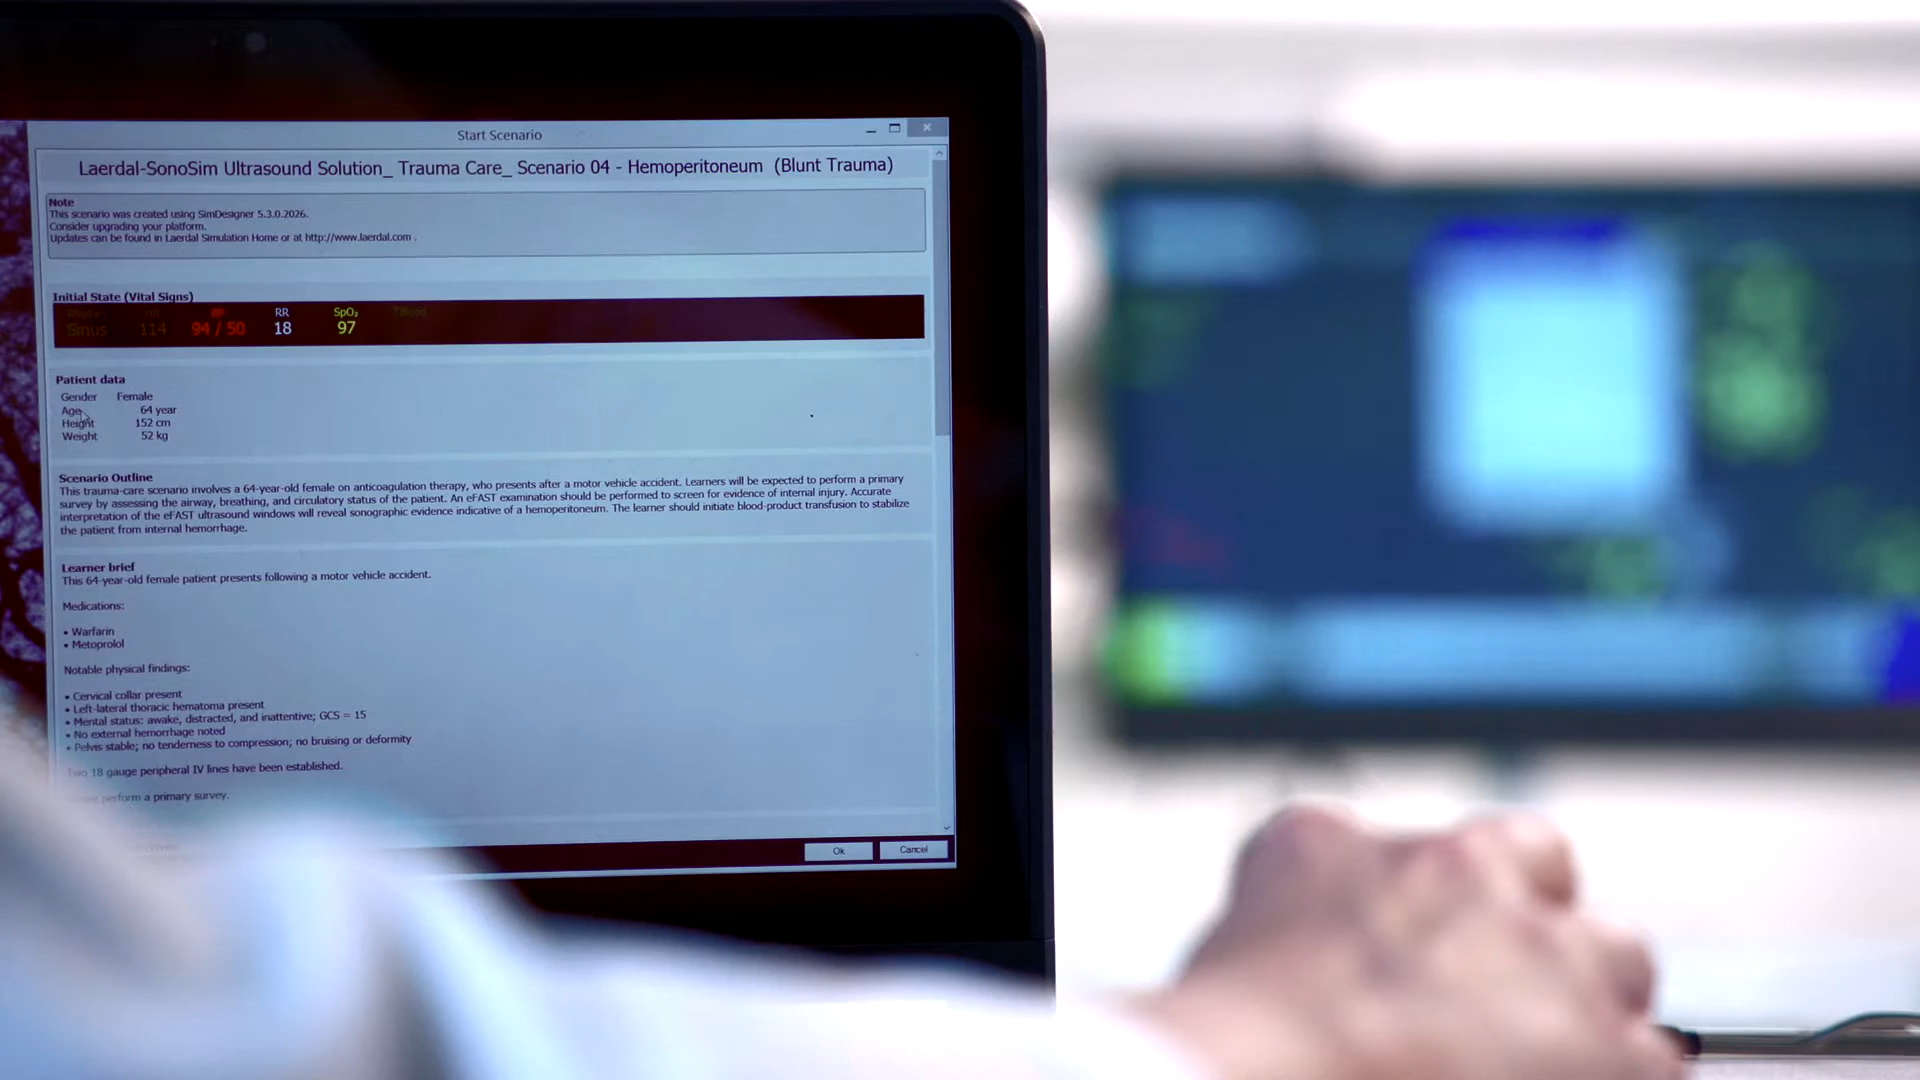 Start Scenario
Laerdal-SonoSim Ultrasound Solution_ Trauma Care_ Scenario 04 - Hemoperitoneum (Blunt Trauma)
Note
This scenario was created using SimDesigner 5.3.0.2026.
Consider upgrading your platform.
Updates can be found in Laerdal Simulation Home or at http://www.laerdal.com .
Initial State (Vital Signs)
HR BP RR SpO₂ TBlood
Sinus 114 94 / 50 18 97
Patient data
Gender Female
Age 64 year
Height 152 cm
Weight 52 kg
Scenario Outline
This trauma-care scenario involves a 64-year-old female on anticoagulation therapy, who presents after a motor vehicle accident. Learners will be expected to perform a primary
survey by assessing the airway, breathing, and circulatory status of the patient. An eFAST examination should be performed to screen for evidence of internal injury. Accurate
interpretation of the eFAST ultrasound windows will reveal sonographic evidence indicative of a hemoperitoneum. The learner should initiate blood-product transfusion to stabilize
the patient from internal hemorrhage.
Learner brief
This 64-year-old female patient presents following a motor vehicle accident.
Medications:
• Warfarin
• Metoprolol
Notable physical findings:
• Cervical collar present
• Left-lateral thoracic hematoma present
• Mental status: awake, distracted, and inattentive; GCS = 15
• No external hemorrhage noted
• Pelvis stable; no tenderness to compression; no bruising or deformity
Two 18 gauge peripheral IV lines have been established.
perform a primary survey.
Ok Cancel